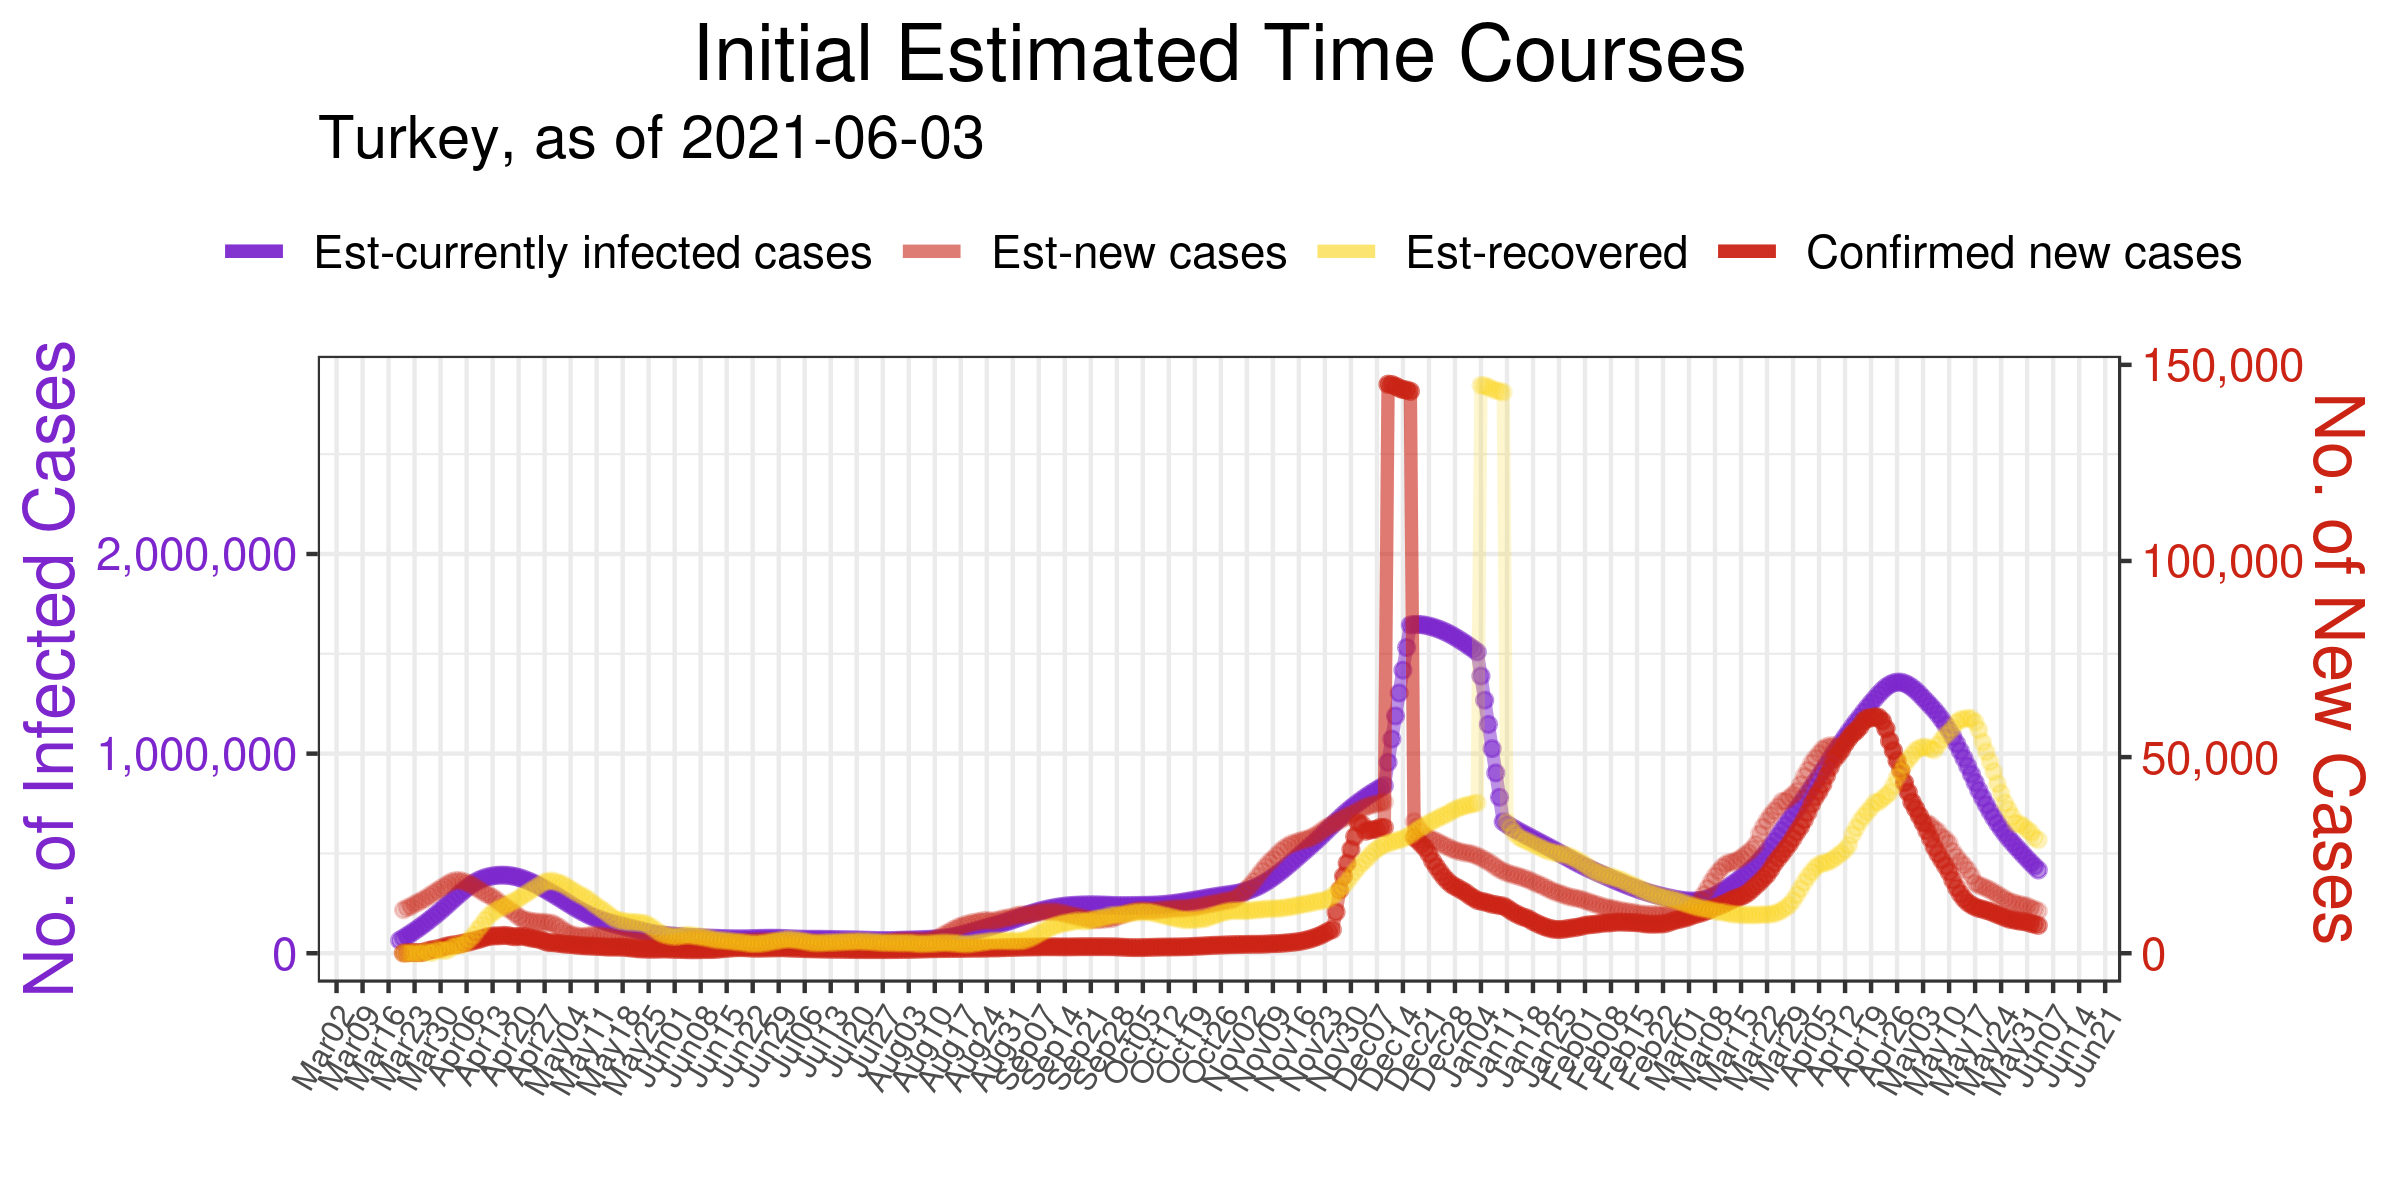 Initial Estimated Time Courses
Turkey, as of 2021-06-03
Est-currently infected cases Est-new cases Est-recovered Confirmed new cases
No. of Infected Cases
2,000,000
1,000,000
0
150,000
100,000
50,000
0
No. of New Cases
Mar02 Mar09 Mar16 Mar23 Mar30 Apr06 Apr13 Apr20 Apr27 May04 May11 May18 May25 Jun01 Jun08 Jun15 Jun22 Jun29 Jul06 Jul13 Jul20 Jul27 Aug03 Aug10 Aug17 Aug24 Aug31 Sep07 Sep14 Sep21 Sep28 Oct05 Oct12 Oct19 Oct26 Nov02 Nov09 Nov16 Nov23 Nov30 Dec07 Dec14 Dec21 Dec28 Jan04 Jan11 Jan18 Jan25 Feb01 Feb08 Feb15 Feb22 Mar01 Mar08 Mar15 Mar22 Mar29 Apr05 Apr12 Apr19 Apr26 May03 May10 May17 May24 May31 Jun07 Jun14 Jun21